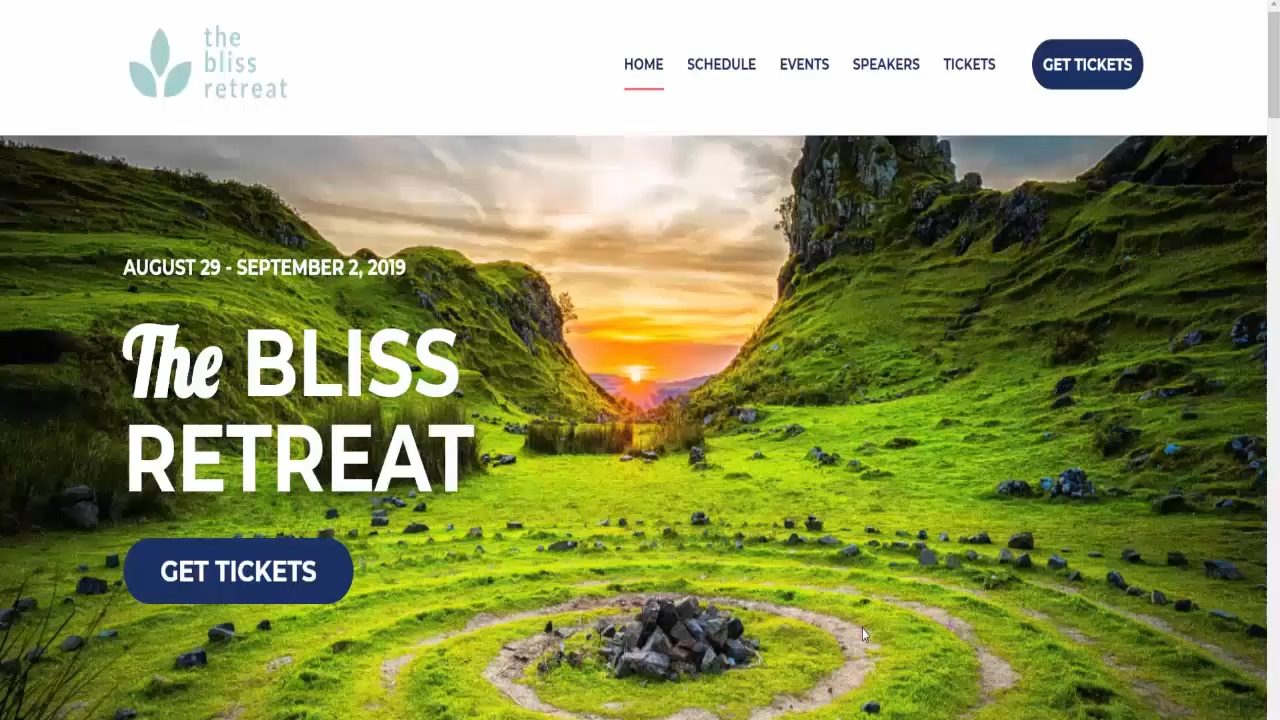 the
bliss
retreat
HOME SCHEDULE EVENTS SPEAKERS TICKETS GET TICKETS
AUGUST 29 - SEPTEMBER 2, 2019
The BLISS
RETREAT
GET TICKETS